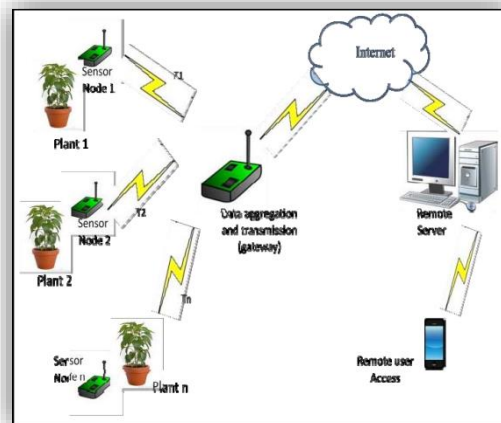 Internet
T1
Sensor
Node 1
Plant 1
T2
Sensor
Node 2
Plant 2
Data aggregation
and transmission
(gateway)
Remote
Server
Tn
Sensor
Node n
Plant n
Remote user
Access